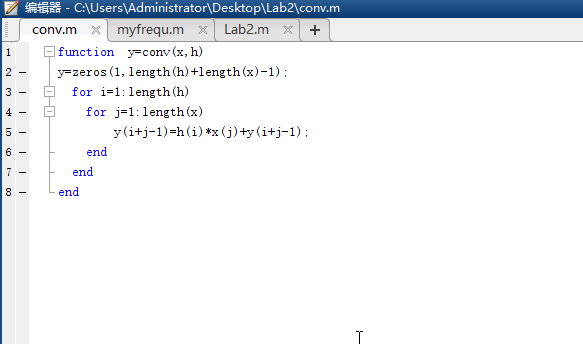 编辑器 - C:\Users\Administrator\Desktop\Lab2\conv.m
conv.m × myfrequ.m × Lab2.m × +
1 function  y=conv(x,h)
2 — y=zeros(1,length(h)+length(x)-1);
3 — for i=1:length(h)
4 — for j=1:length(x)
5 — y(i+j-1)=h(i)*x(j)+y(i+j-1);
6 — end
7 — end
8 — end